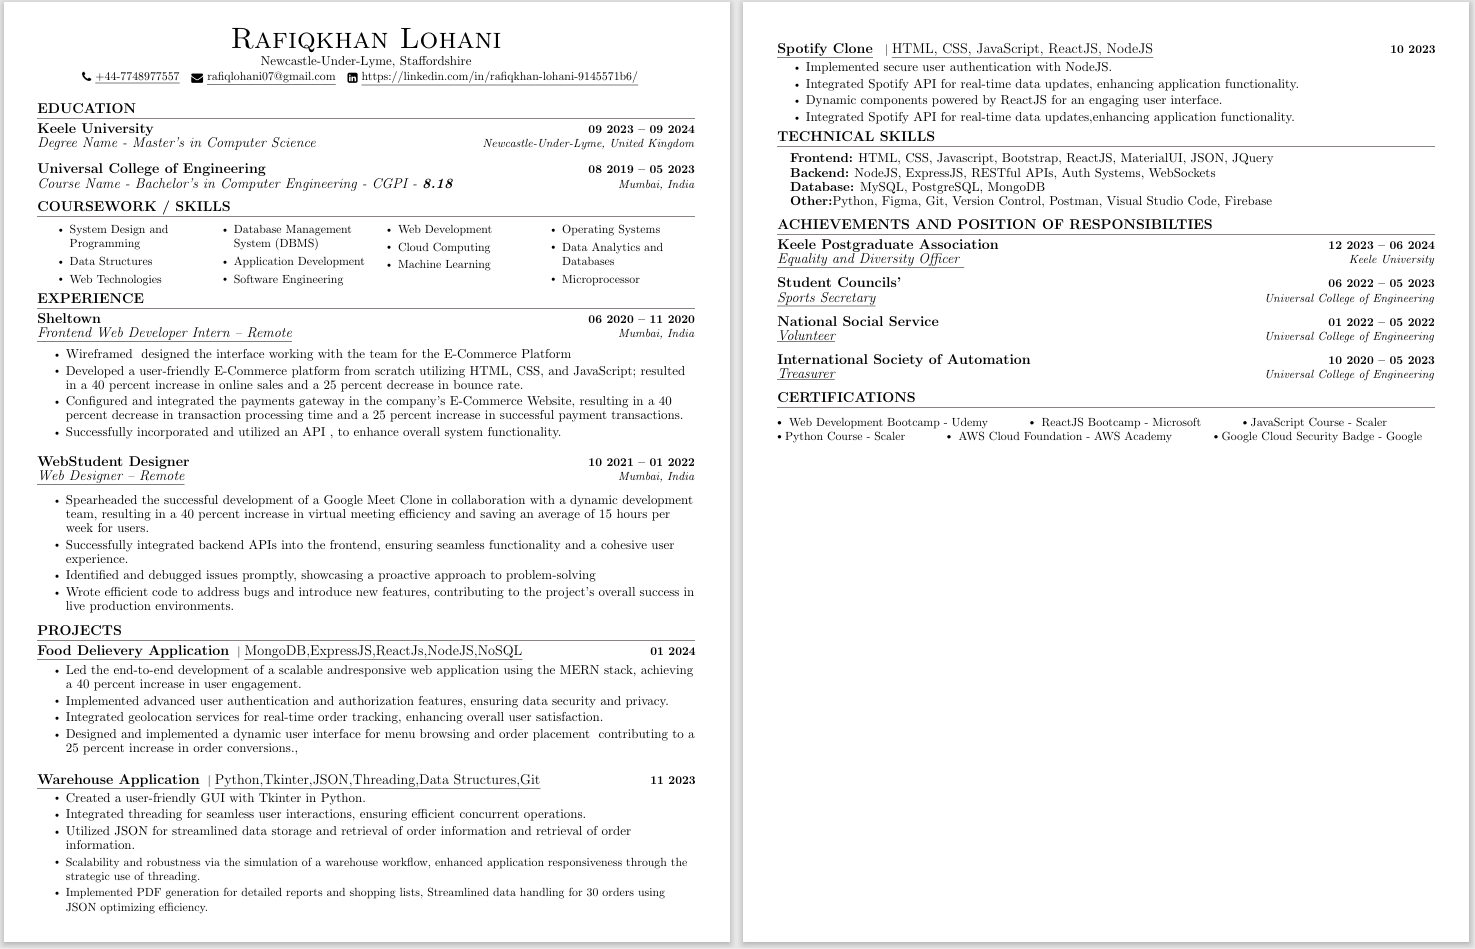 Rafiqkhan Lohani
Newcastle-Under-Lyme, Staffordshire
+44-7748977557 rafiqlohani07@gmail.com https://linkedin.com/in/rafiqkhan-lohani-9145571b6/
EDUCATION
Keele University 09 2023 – 09 2024
Degree Name - Master's in Computer Science Newcastle-Under-Lyme, United Kingdom
Universal College of Engineering 08 2019 – 05 2023
Course Name - Bachelor's in Computer Engineering - CGPI - 8.18 Mumbai, India
COURSEWORK / SKILLS
• System Design and Programming
• Data Structures
• Web Technologies
• Database Management System (DBMS)
• Application Development
• Software Engineering
• Web Development
• Cloud Computing
• Machine Learning
• Operating Systems
• Data Analytics and Databases
• Microprocessor
EXPERIENCE
Sheltown 06 2020 – 11 2020
Frontend Web Developer Intern – Remote Mumbai, India
• Wireframed designed the interface working with the team for the E-Commerce Platform
• Developed a user-friendly E-Commerce platform from scratch utilizing HTML, CSS, and JavaScript; resulted
in a 40 percent increase in online sales and a 25 percent decrease in bounce rate.
• Configured and integrated the payments gateway in the company's E-Commerce Website, resulting in a 40
percent decrease in transaction processing time and a 25 percent increase in successful payment transactions.
• Successfully incorporated and utilized an API , to enhance overall system functionality.
WebStudent Designer 10 2021 – 01 2022
Web Designer – Remote Mumbai, India
• Spearheaded the successful development of a Google Meet Clone in collaboration with a dynamic development
team, resulting in a 40 percent increase in virtual meeting efficiency and saving an average of 15 hours per
week for users.
• Successfully integrated backend APIs into the frontend, ensuring seamless functionality and a cohesive user
experience.
• Identified and debugged issues promptly, showcasing a proactive approach to problem-solving
• Wrote efficient code to address bugs and introduce new features, contributing to the project's overall success in
live production environments.
PROJECTS
Food Delievery Application | MongoDB,ExpressJS,ReactJs,NodeJS,NoSQL 01 2024
• Led the end-to-end development of a scalable andresponsive web application using the MERN stack, achieving
a 40 percent increase in user engagement.
• Implemented advanced user authentication and authorization features, ensuring data security and privacy.
• Integrated geolocation services for real-time order tracking, enhancing overall user satisfaction.
• Designed and implemented a dynamic user interface for menu browsing and order placement contributing to a
25 percent increase in order conversions.,
Warehouse Application | Python,Tkinter,JSON,Threading,Data Structures,Git 11 2023
• Created a user-friendly GUI with Tkinter in Python.
• Integrated threading for seamless user interactions, ensuring efficient concurrent operations.
• Utilized JSON for streamlined data storage and retrieval of order information and retrieval of order
information.
• Scalability and robustness via the simulation of a warehouse workflow, enhanced application responsiveness through the
strategic use of threading.
• Implemented PDF generation for detailed reports and shopping lists, Streamlined data handling for 30 orders using
JSON optimizing efficiency.
Spotify Clone | HTML, CSS, JavaScript, ReactJS, NodeJS 10 2023
• Implemented secure user authentication with NodeJS.
• Integrated Spotify API for real-time data updates, enhancing application functionality.
• Dynamic components powered by ReactJS for an engaging user interface.
• Integrated Spotify API for real-time data updates,enhancing application functionality.
TECHNICAL SKILLS
Frontend: HTML, CSS, Javascript, Bootstrap, ReactJS, MaterialUI, JSON, JQuery
Backend: NodeJS, ExpressJS, RESTful APIs, Auth Systems, WebSockets
Database: MySQL, PostgreSQL, MongoDB
Other:Python, Figma, Git, Version Control, Postman, Visual Studio Code, Firebase
ACHIEVEMENTS AND POSITION OF RESPONSIBILTIES
Keele Postgraduate Association 12 2023 – 06 2024
Equality and Diversity Officer Keele University
Student Councils' 06 2022 – 05 2023
Sports Secretary Universal College of Engineering
National Social Service 01 2022 – 05 2022
Volunteer Universal College of Engineering
International Society of Automation 10 2020 – 05 2023
Treasurer Universal College of Engineering
CERTIFICATIONS
• Web Development Bootcamp - Udemy • ReactJS Bootcamp - Microsoft • JavaScript Course - Scaler
• Python Course - Scaler • AWS Cloud Foundation - AWS Academy • Google Cloud Security Badge - Google